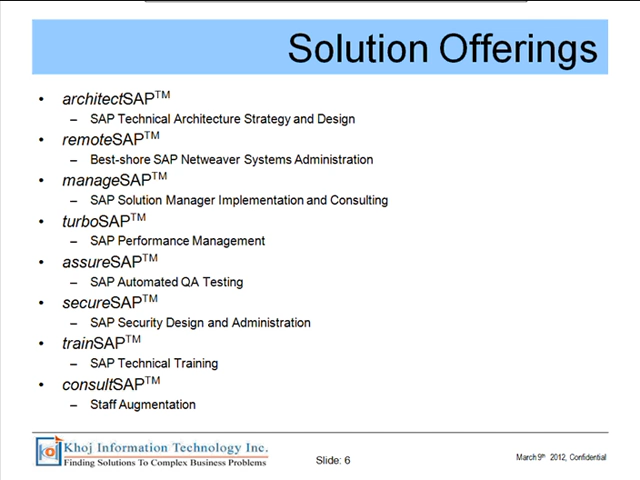 Solution Offerings
• architectSAP™
– SAP Technical Architecture Strategy and Design
• remoteSAP™
– Best-shore SAP Netweaver Systems Administration
• manageSAP™
– SAP Solution Manager Implementation and Consulting
• turboSAP™
– SAP Performance Management
• assureSAP™
– SAP Automated QA Testing
• secureSAP™
– SAP Security Design and Administration
• trainSAP™
– SAP Technical Training
• consultSAP™
– Staff Augmentation
Khoj Information Technology Inc.
Finding Solutions To Complex Business Problems
Slide: 6
March 9th 2012, Confidential